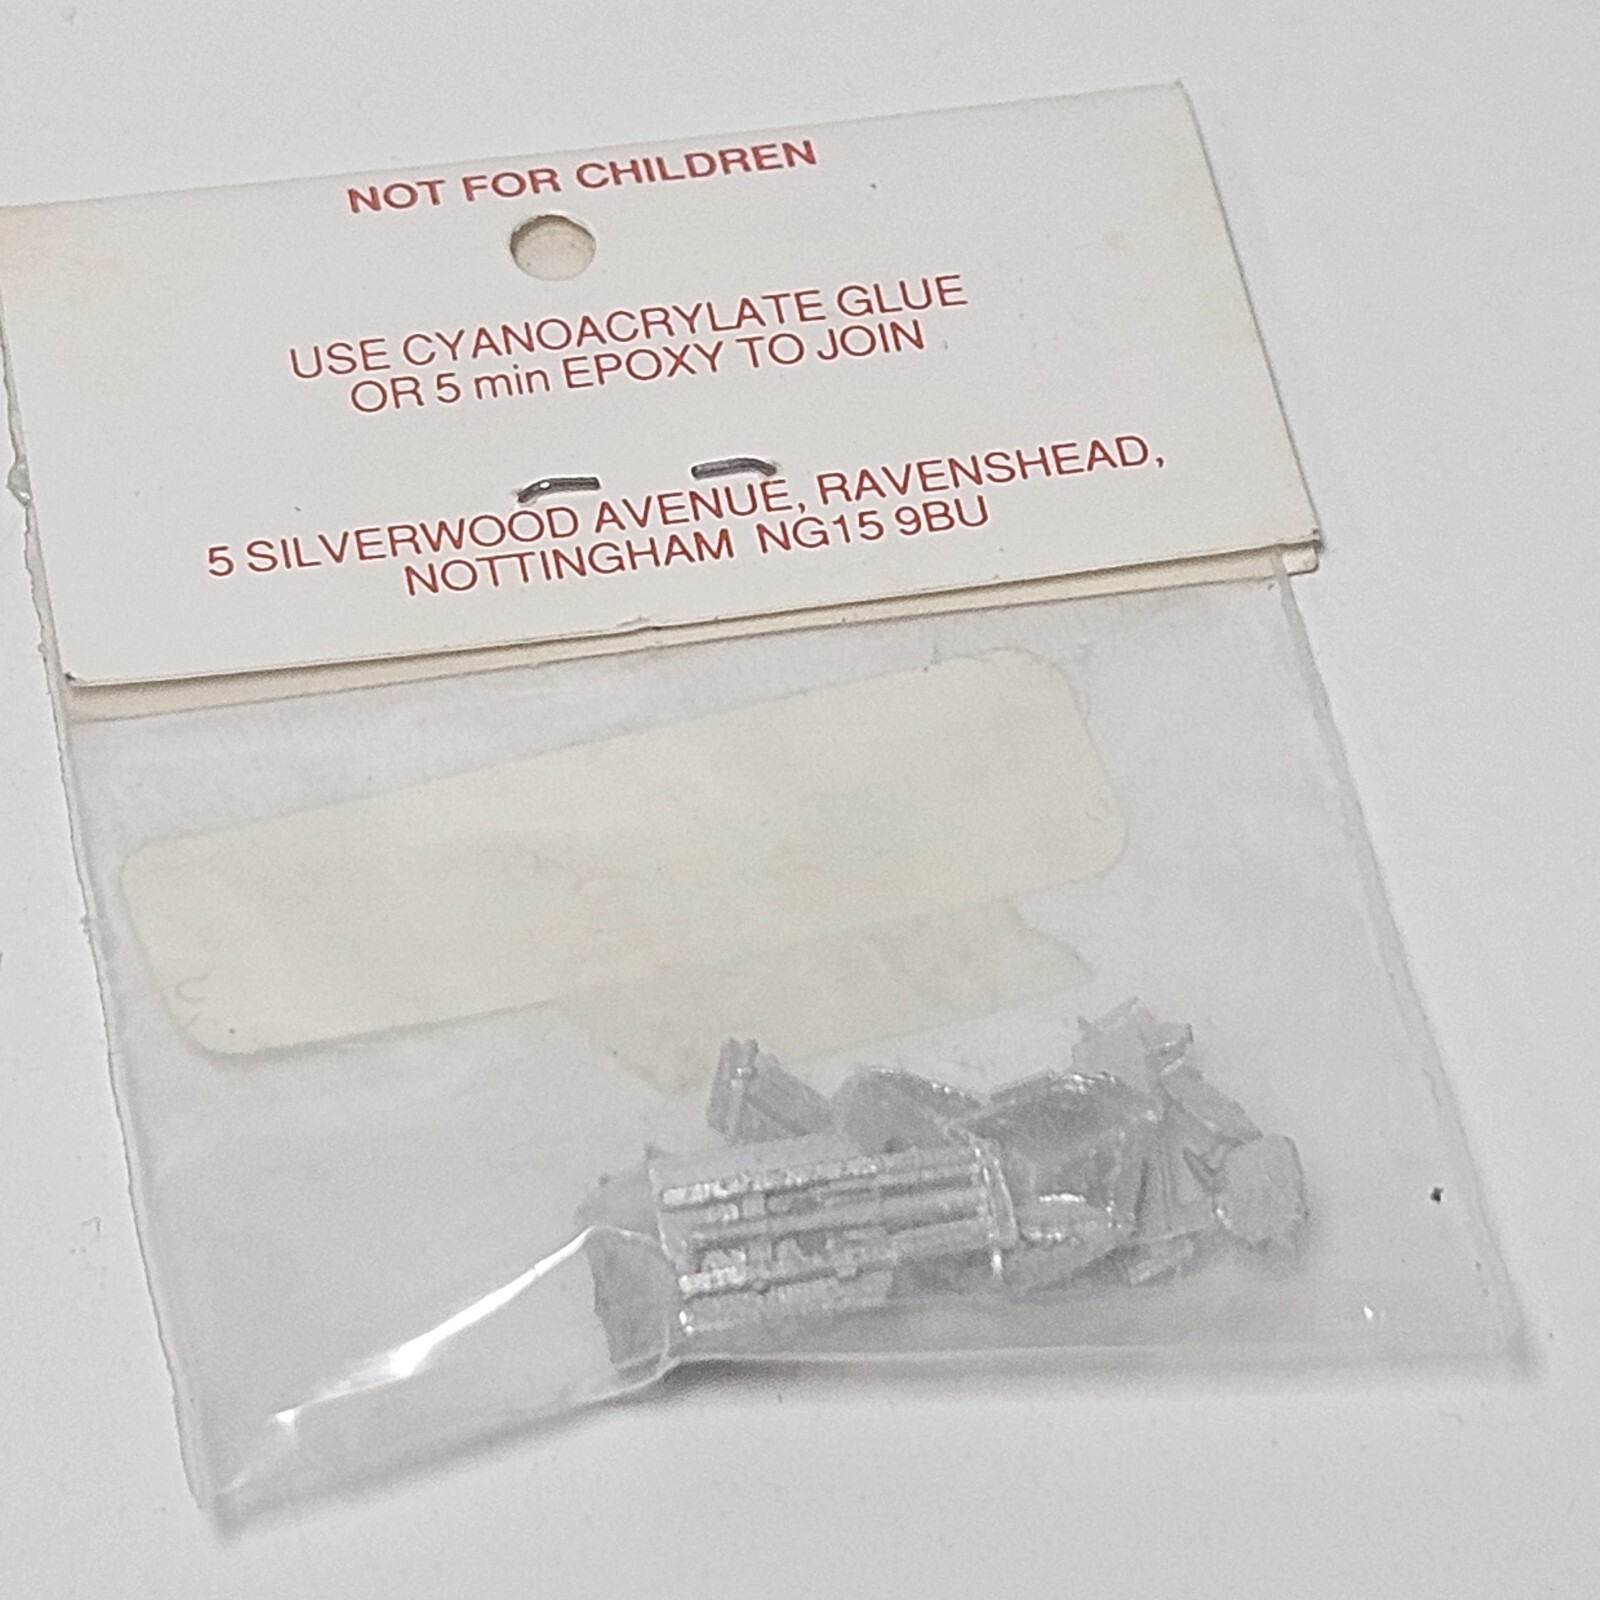 NOT FOR CHILDREN
USE CYANOACRYLATE GLUE
OR 5 min EPOXY TO JOIN
5 SILVERWOOD AVENUE, RAVENSHEAD,
NOTTINGHAM NG15 9BU